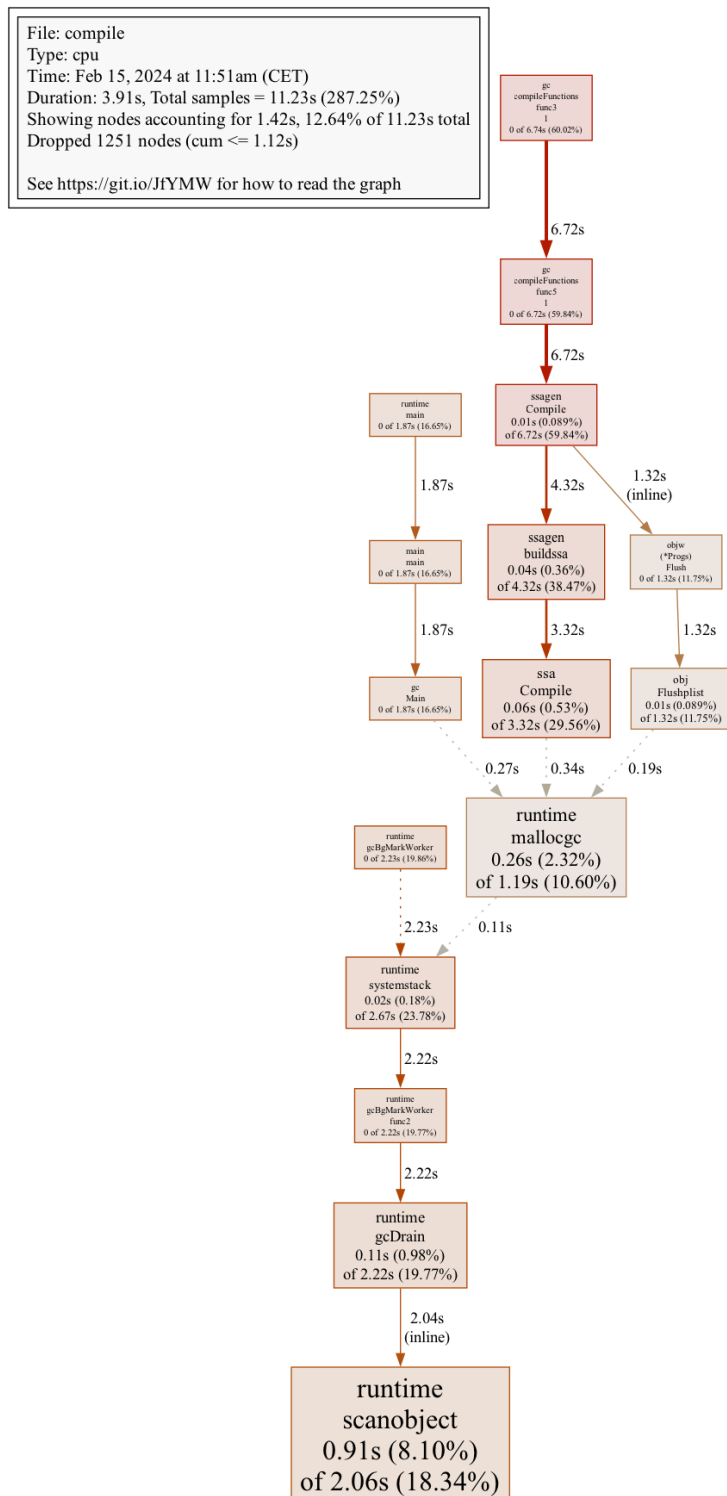 File: compile
Type: cpu
Time: Feb 15, 2024 at 11:51am (CET)
Duration: 3.91s, Total samples = 11.23s (287.25%)
Showing nodes accounting for 1.42s, 12.64% of 11.23s total
Dropped 1251 nodes (cum <= 1.12s)
See https://git.io/JfYMW for how to read the graph
gc
compileFunctions
func3
1
0 of 6.74s (60.02%)
6.72s
gc
compileFunctions
func5
1
0 of 6.72s (59.84%)
6.72s
runtime
main
0 of 1.87s (16.65%)
ssagen
Compile
0.01s (0.089%)
of 6.72s (59.84%)
1.87s
4.32s
1.32s
(inline)
main
main
0 of 1.87s (16.65%)
ssagen
buildssa
0.04s (0.36%)
of 4.32s (38.47%)
objw
(*Progs)
Flush
0 of 1.32s (11.75%)
1.87s
3.32s
1.32s
gc
Main
0 of 1.87s (16.65%)
ssa
Compile
0.06s (0.53%)
of 3.32s (29.56%)
obj
Flushplist
0.01s (0.089%)
of 1.32s (11.75%)
0.27s
0.34s
0.19s
runtime
mallocgc
0.26s (2.32%)
of 1.19s (10.60%)
runtime
gcBgMarkWorker
0 of 2.23s (19.86%)
2.23s
0.11s
runtime
systemstack
0.02s (0.18%)
of 2.67s (23.78%)
2.22s
runtime
gcBgMarkWorker
func2
0 of 2.22s (19.77%)
2.22s
runtime
gcDrain
0.11s (0.98%)
of 2.22s (19.77%)
2.04s
(inline)
runtime
scanobject
0.91s (8.10%)
of 2.06s (18.34%)